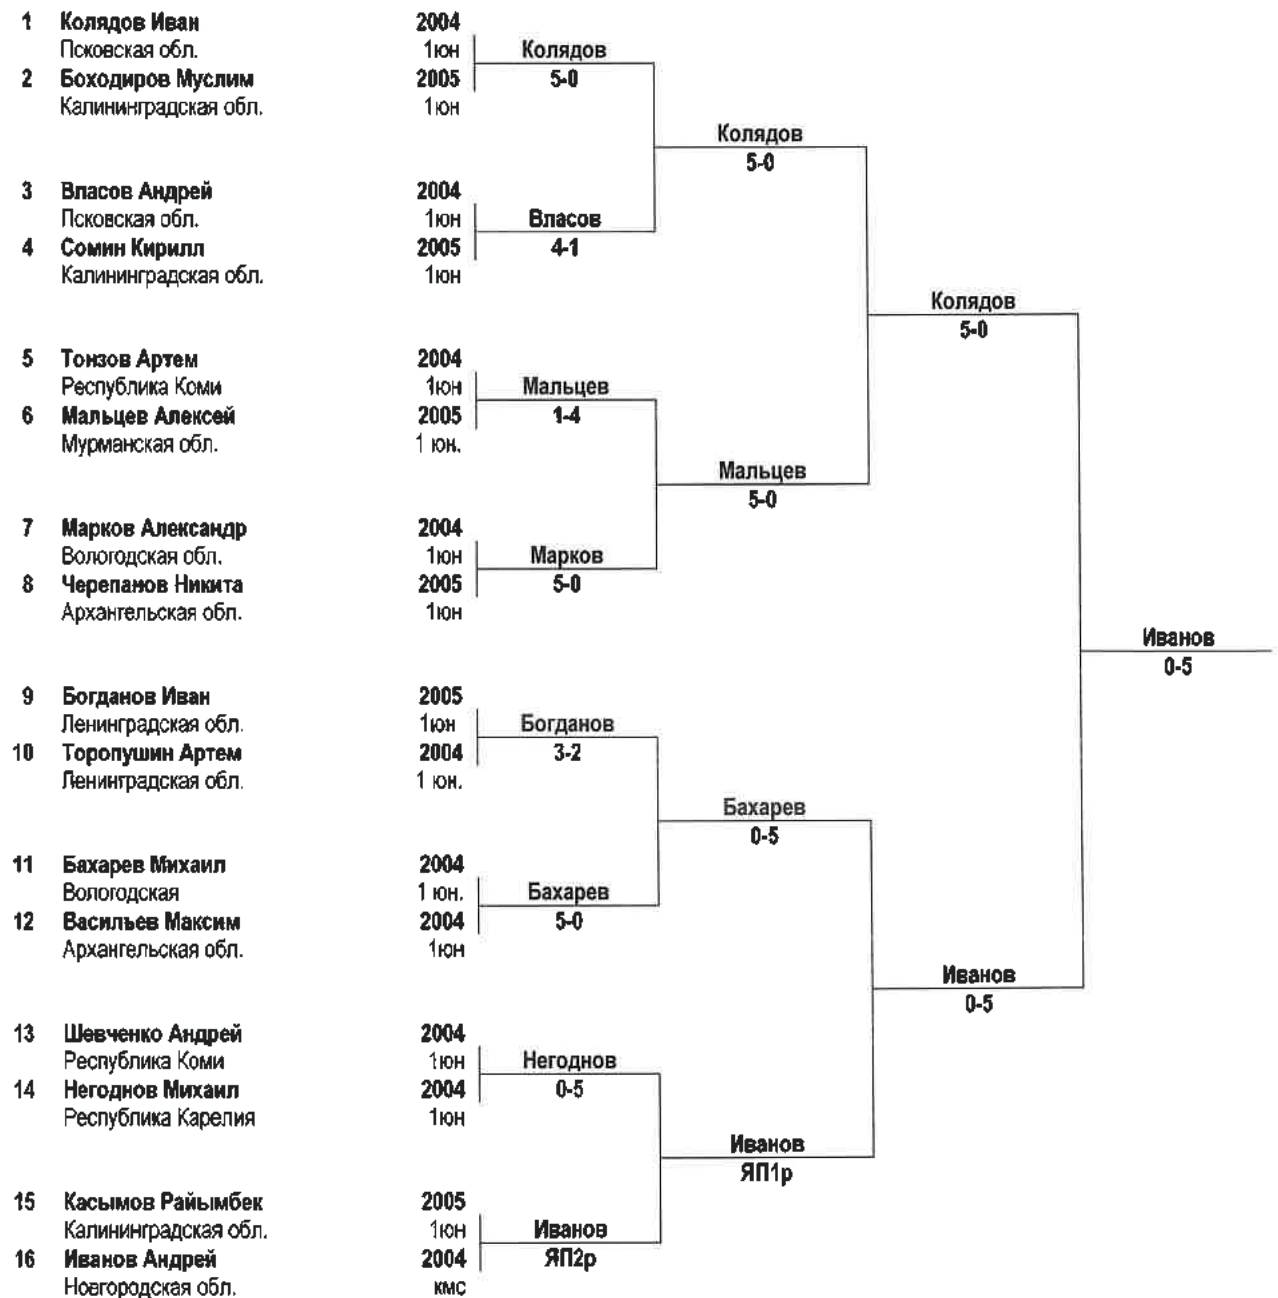 1 Колядов Иван 2004
Псковская обл. 1юн Колядов
2 Боходиров Муслим 2005 5-0
Калининградская обл. 1юн
Колядов
5-0
3 Власов Андрей 2004
Псковская обл. 1юн Власов
4 Сомин Кирилл 2005 4-1
Калининградская обл. 1юн
Колядов
5-0
5 Тонзов Артем 2004
Республика Коми 1юн Мальцев
6 Мальцев Алексей 2005 1-4
Мурманская обл. 1 юн.
Мальцев
5-0
7 Марков Александр 2004
Вологодская обл. 1юн Марков
8 Черепанов Никита 2005 5-0
Архангельская обл. 1юн
Иванов
0-5
9 Богданов Иван 2005
Ленинградская обл. 1юн Богданов
10 Торопушин Артем 2004 3-2
Ленинградская обл. 1 юн.
Бахарев
0-5
11 Бахарев Михаил 2004
Вологодская 1 юн. Бахарев
12 Васильев Максим 2004 5-0
Архангельская обл. 1юн
Иванов
0-5
13 Шевченко Андрей 2004
Республика Коми 1юн Негоднов
14 Негоднов Михаил 2004 0-5
Республика Карелия 1юн
Иванов
ЯП1р
15 Касымов Райымбек 2005
Калининградская обл. 1юн Иванов
16 Иванов Андрей 2004 ЯП2р
Новгородская обл. кмс